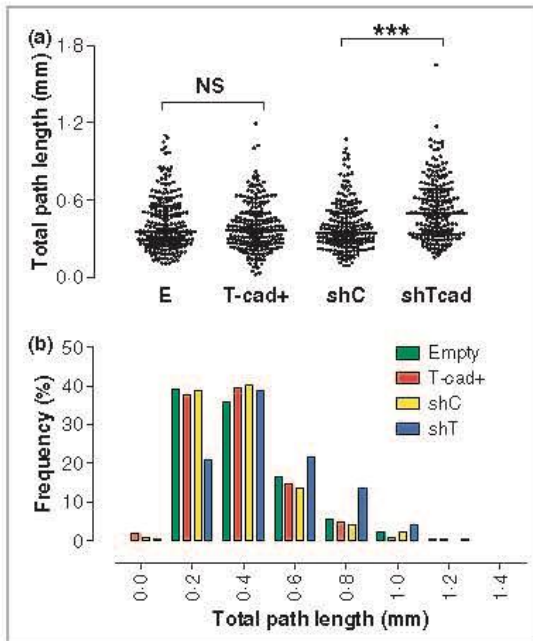 (a)
Total path length (mm)
1·8
1·2
0·6
0·0
NS
***
E T-cad+ shC shTcad
(b)
Frequency (%)
50
40
30
20
10
0
Empty
T-cad+
shC
shT
0·0 0·2 0·4 0·6 0·8 1·0 1·2 1·4
Total path length (mm)